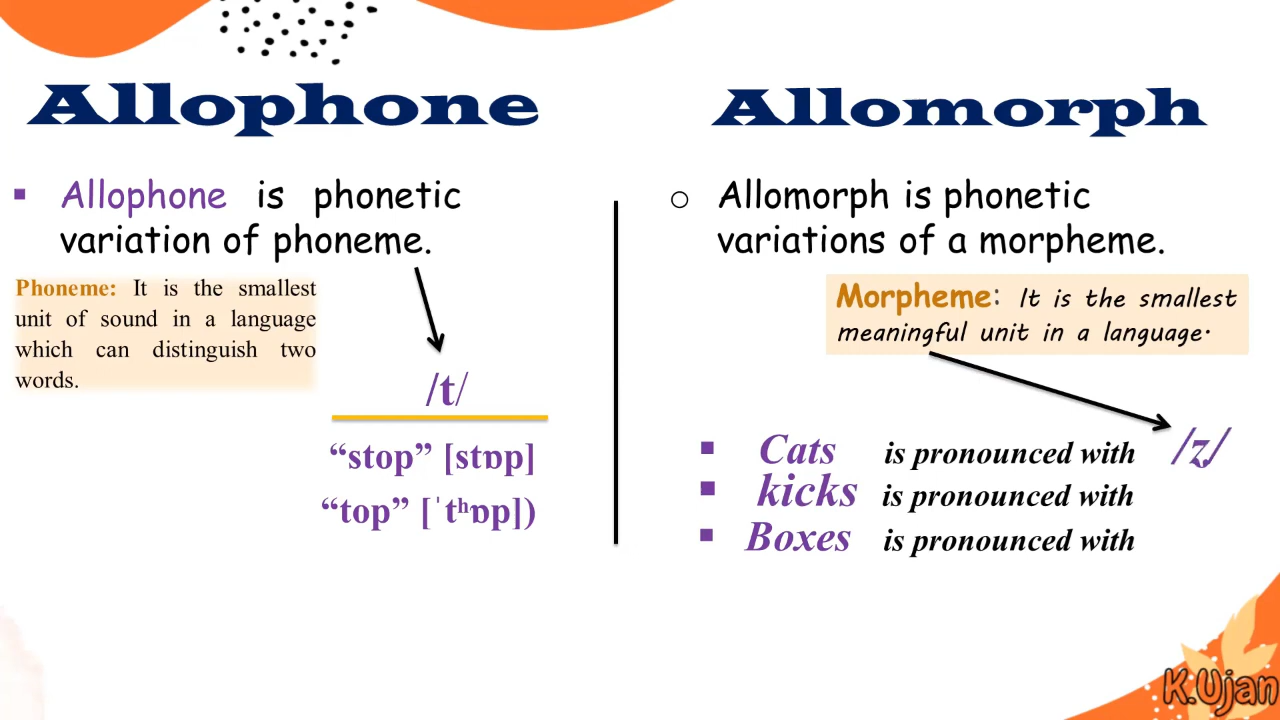 Allophone
Allophone is phonetic
variation of phoneme.
Phoneme: It is the smallest
unit of sound in a language
which can distinguish two
words.
/t/
“stop” [stɒp]
“top” [ˈtʰɒp])
Allomorph
Allomorph is phonetic
variations of a morpheme.
Morpheme: It is the smallest
meaningful unit in a language.
Cats is pronounced with /z/
kicks is pronounced with
Boxes is pronounced with
K.Ujan